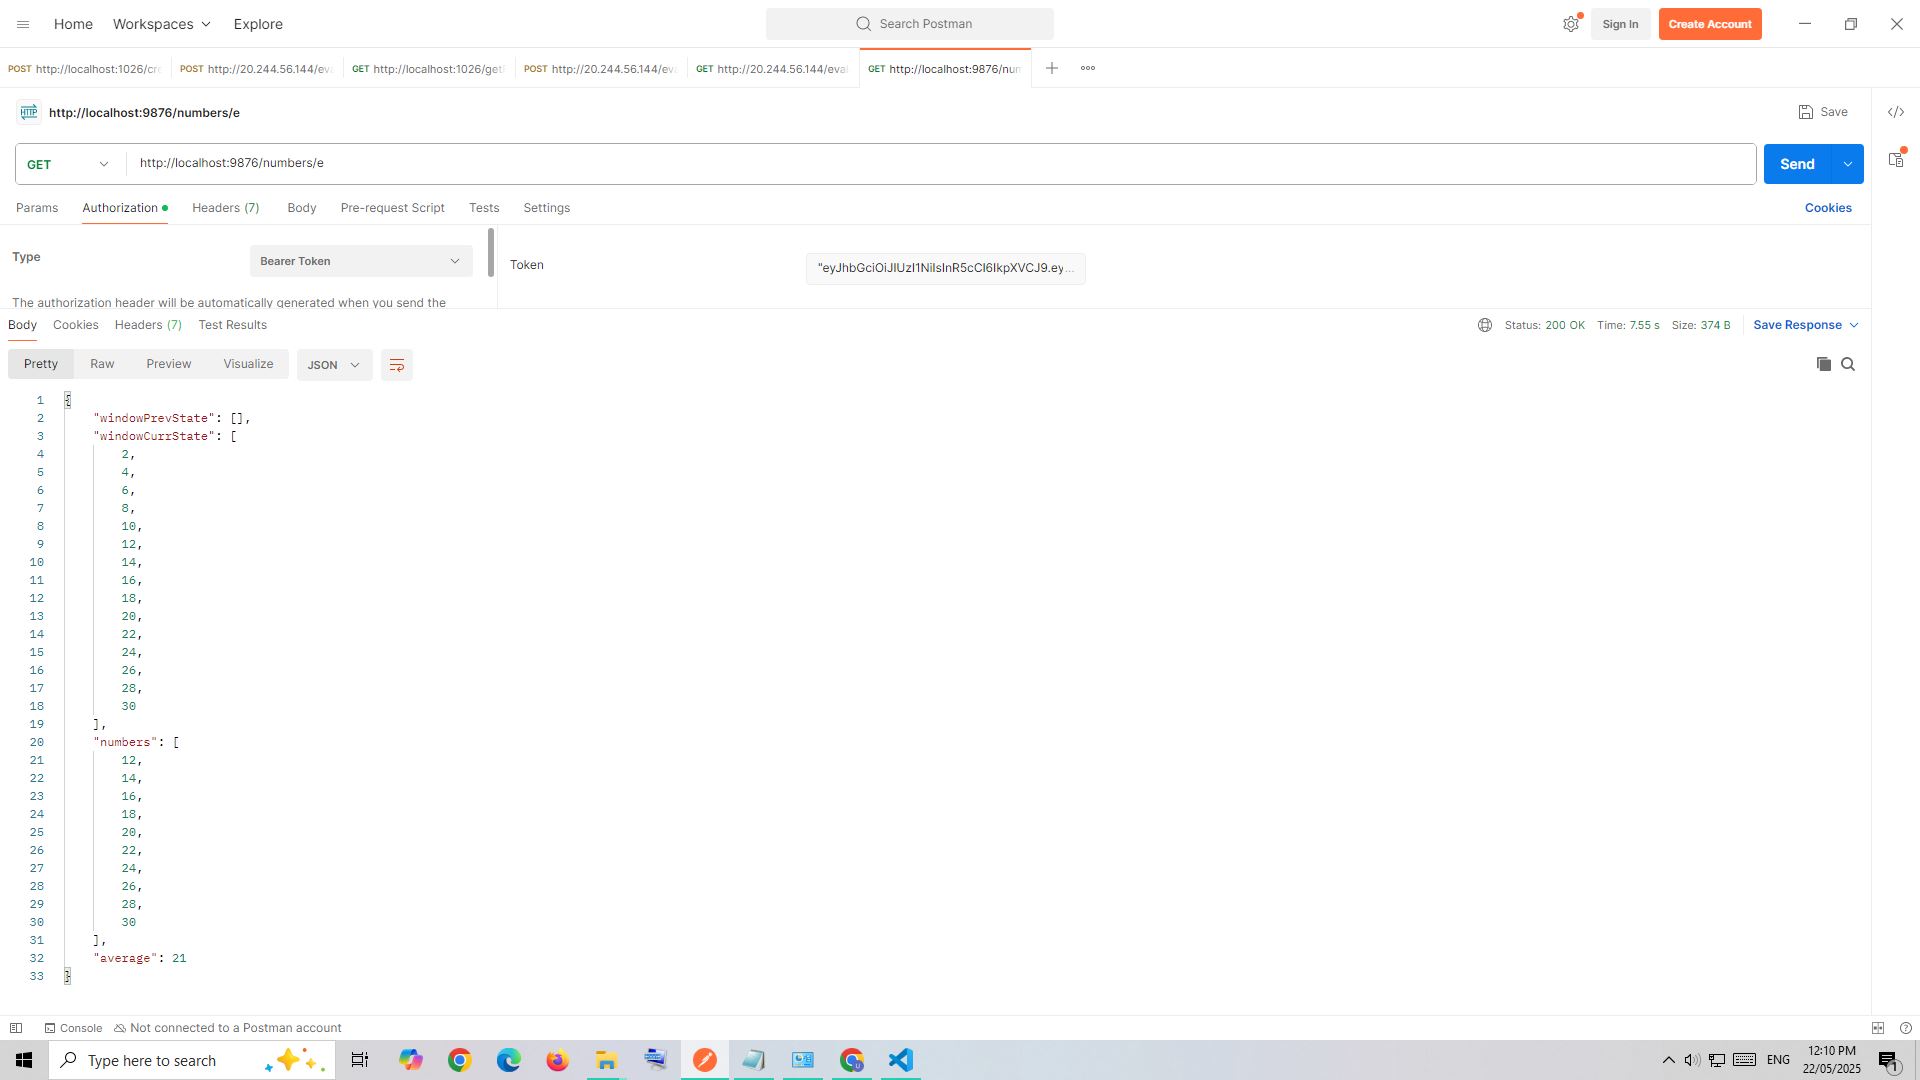 Home Workspaces Explore Search Postman Sign In Create Account
POST http://localhost:1026/cre POST http://20.244.56.144/eva GET http://localhost:1026/get POST http://20.244.56.144/eva GET http://20.244.56.144/eval GET http://localhost:9876/num
HTTP http://localhost:9876/numbers/e Save
GET http://localhost:9876/numbers/e Send
Params Authorization Headers (7) Body Pre-request Script Tests Settings Cookies
Type Bearer Token Token "eyJhbGciOiJIUzI1NiIsInR5cCI6IkpXVCJ9.ey...
The authorization header will be automatically generated when you send the
Body Cookies Headers (7) Test Results Status: 200 OK Time: 7.55 s Size: 374 B Save Response
Pretty Raw Preview Visualize JSON
1 {
2 "windowPrevState": [],
3 "windowCurrState": [
4 2,
5 4,
6 6,
7 8,
8 10,
9 12,
10 14,
11 16,
12 18,
13 20,
14 22,
15 24,
16 26,
17 28,
18 30
19 ],
20 "numbers": [
21 12,
22 14,
23 16,
24 18,
25 20,
26 22,
27 24,
28 26,
29 28,
30 30
31 ],
32 "average": 21
33 }
Console Not connected to a Postman account
Type here to search ENG 12:10 PM
22/05/2025 1